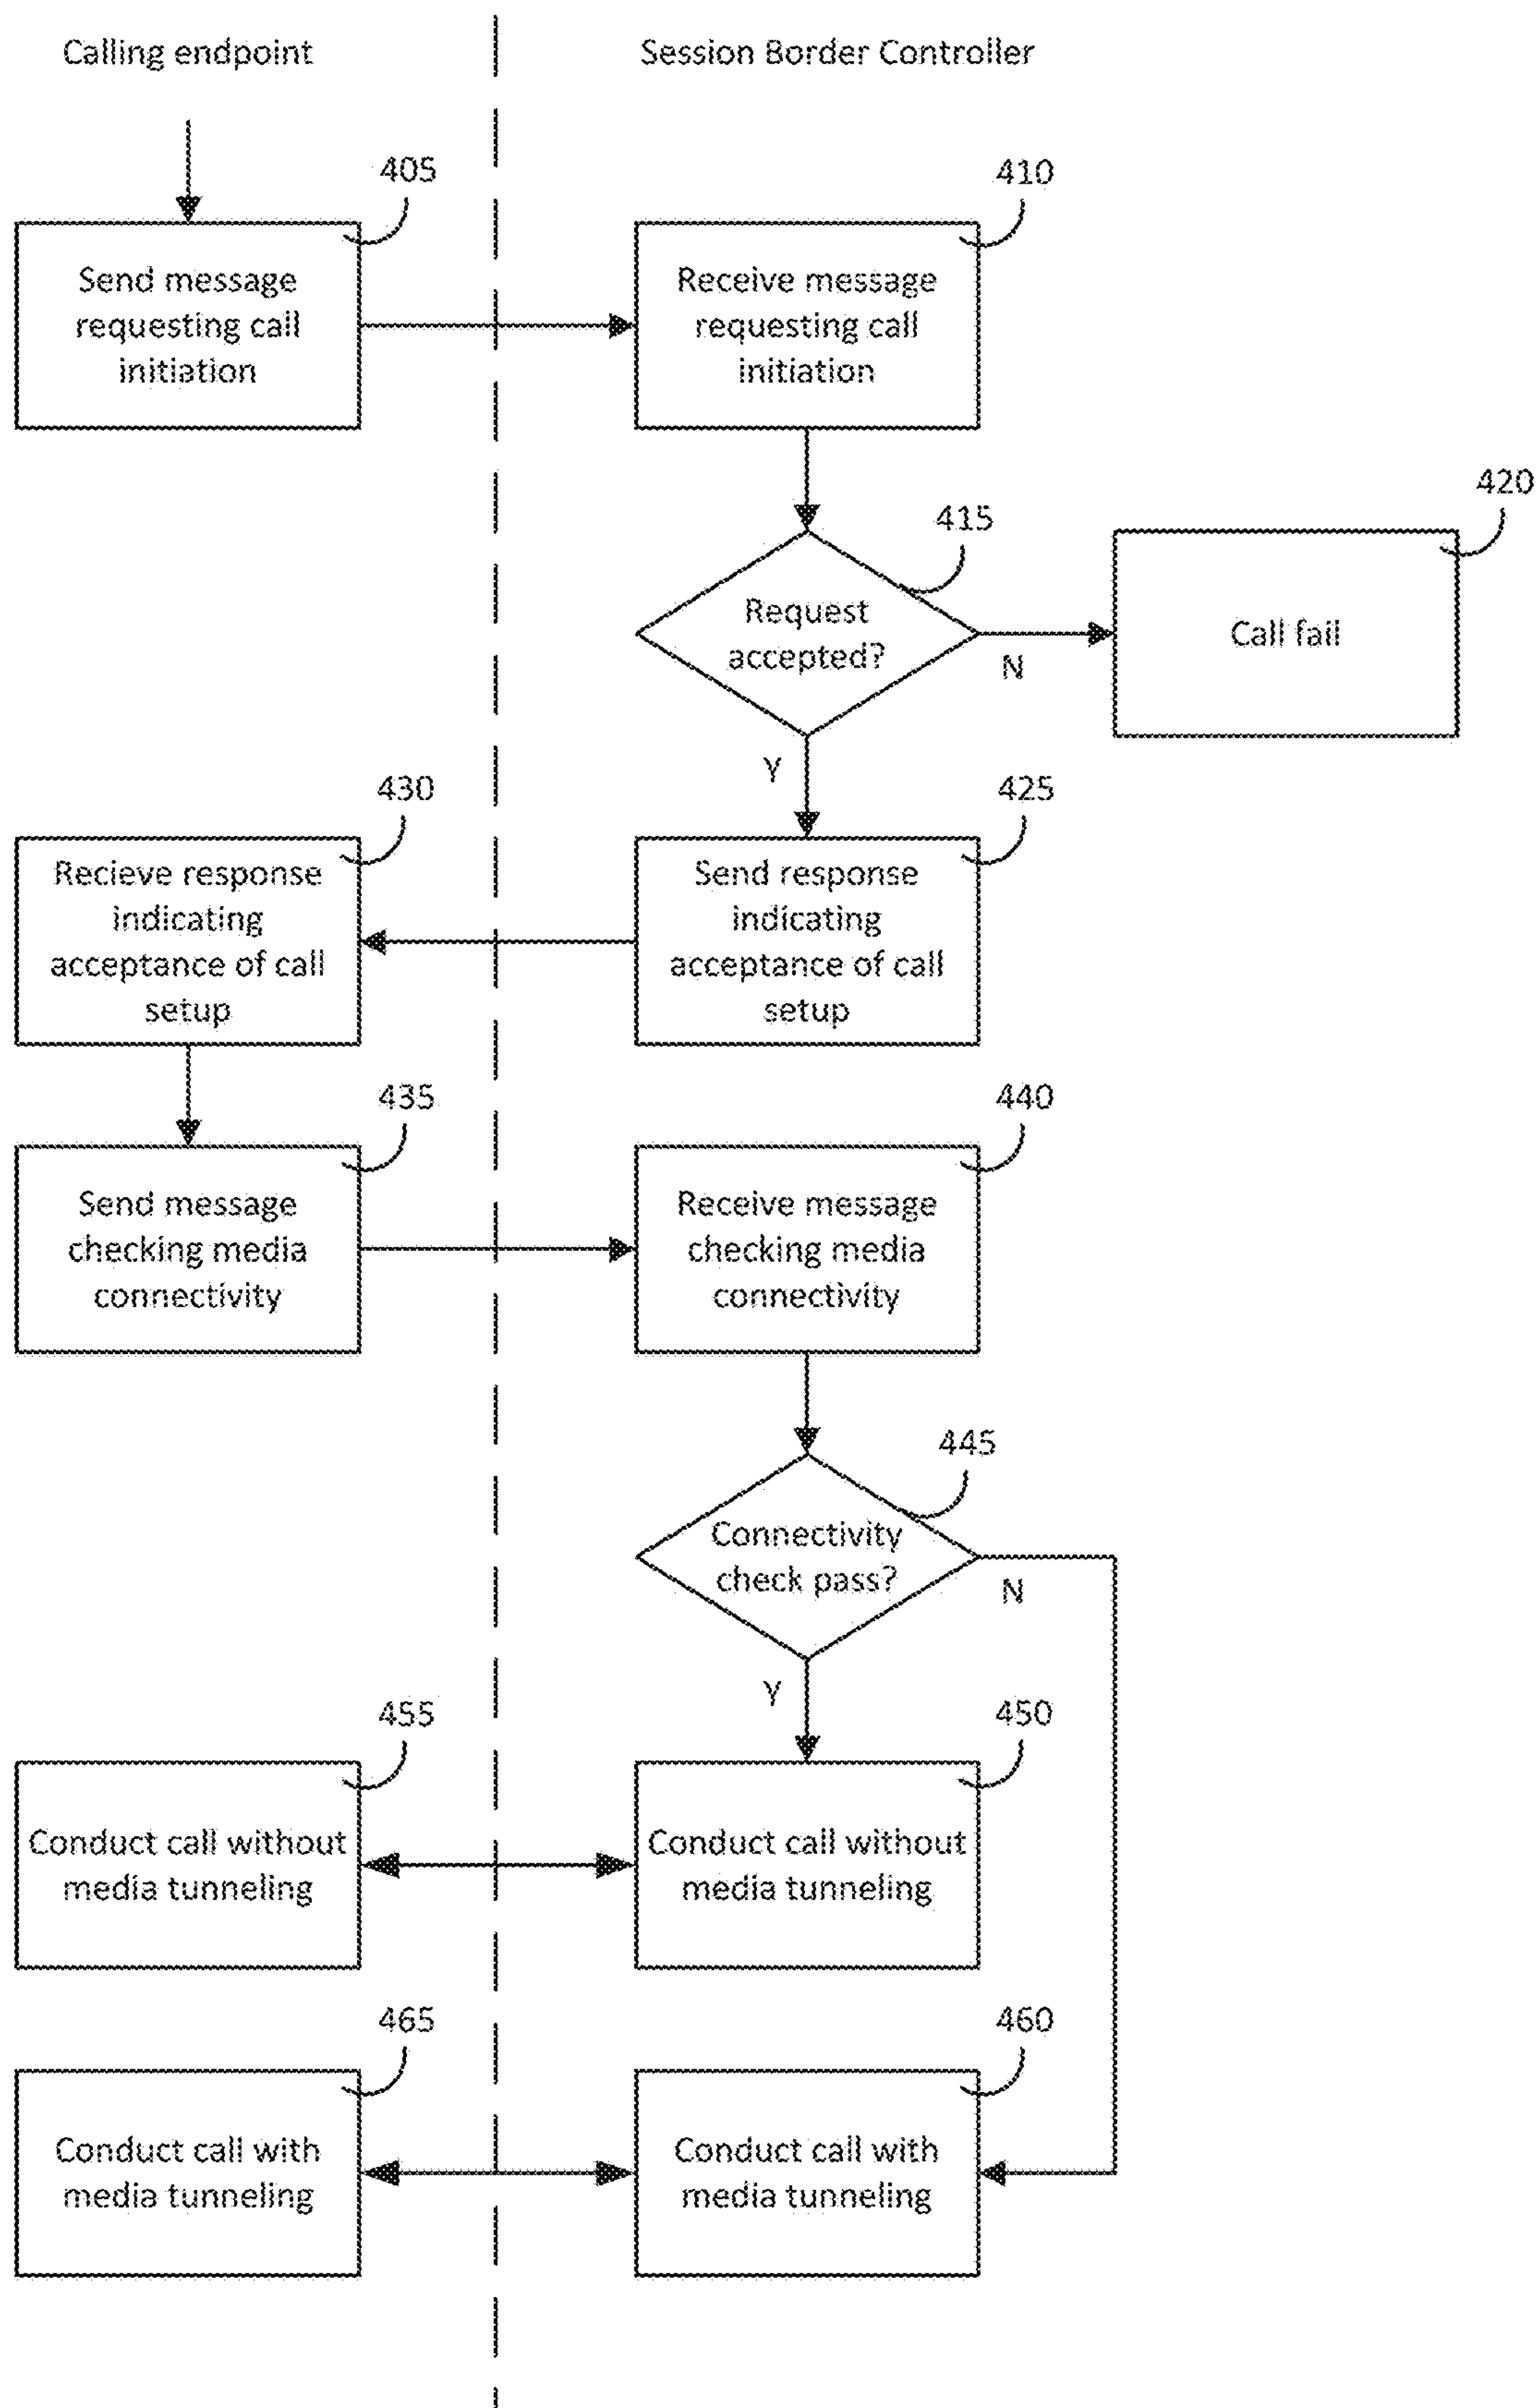 Calling endpoint
Session Border Controller
405
410
Send message
requesting call
initiation
Receive message
requesting call
initiation
420
415
Request
accepted?
N
Call fail
Y
430
425
Recieve response
indicating
acceptance of call
setup
Send response
indicating
acceptance of call
setup
435
440
Send message
checking media
connectivity
Receive message
checking media
connectivity
445
Connectivity
check pass?
N
Y
455
450
Conduct call without
media tunneling
Conduct call without
media tunneling
465
460
Conduct call with
media tunneling
Conduct call with
media tunneling